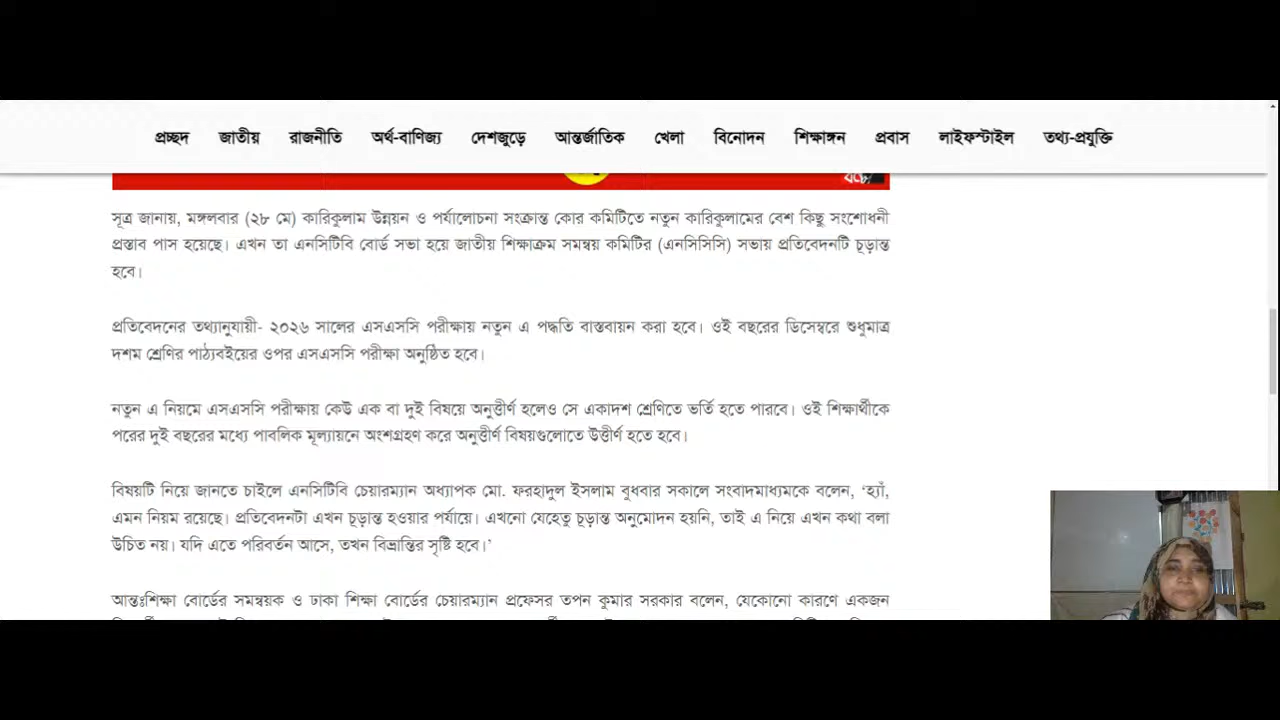 প্রচ্ছদ জাতীয় রাজনীতি অর্থ-বাণিজ্য দেশজুড়ে আন্তর্জাতিক খেলা বিনোদন শিক্ষাঙ্গন প্রবাস লাইফস্টাইল তথ্য-প্রযুক্তি
সূত্র জানায়, মঙ্গলবার (২৮ মে) কারিকুলাম উন্নয়ন ও পর্যালোচনা সংক্রান্ত কোর কমিটিতে নতুন কারিকুলামের বেশ কিছু সংশোধনী
প্রস্তাব পাস হয়েছে। এখন তা এনসিটিবি বোর্ড সভা হয়ে জাতীয় শিক্ষাক্রম সমন্বয় কমিটির (এনসিসিসি) সভায় প্রতিবেদনটি চূড়ান্ত
হবে।
প্রতিবেদনের তথ্যানুযায়ী- ২০২৬ সালের এসএসসি পরীক্ষায় নতুন এ পদ্ধতি বাস্তবায়ন করা হবে। ওই বছরের ডিসেম্বরে শুধুমাত্র
দশম শ্রেণির পাঠ্যবইয়ের ওপর এসএসসি পরীক্ষা অনুষ্ঠিত হবে।
নতুন এ নিয়মে এসএসসি পরীক্ষায় কেউ এক বা দুই বিষয়ে অনুত্তীর্ণ হলেও সে একাদশ শ্রেণিতে ভর্তি হতে পারবে। ওই শিক্ষার্থীকে
পরের দুই বছরের মধ্যে পাবলিক মূল্যায়নে অংশগ্রহণ করে অনুত্তীর্ণ বিষয়গুলোতে উত্তীর্ণ হতে হবে।
বিষয়টি নিয়ে জানতে চাইলে এনসিটিবি চেয়ারম্যান অধ্যাপক মো. ফরহাদুল ইসলাম বুধবার সকালে সংবাদমাধ্যমকে বলেন, ‘হ্যাঁ,
এমন নিয়ম রয়েছে। প্রতিবেদনটা এখন চূড়ান্ত হওয়ার পর্যায়ে। এখনো যেহেতু চূড়ান্ত অনুমোদন হয়নি, তাই এ নিয়ে এখন কথা বলা
উচিত নয়। যদি এতে পরিবর্তন আসে, তখন বিভ্রান্তির সৃষ্টি হবে।’
আন্তঃশিক্ষা বোর্ডের সমন্বয়ক ও ঢাকা শিক্ষা বোর্ডের চেয়ারম্যান প্রফেসর তপন কুমার সরকার বলেন, যেকোনো কারণে একজন